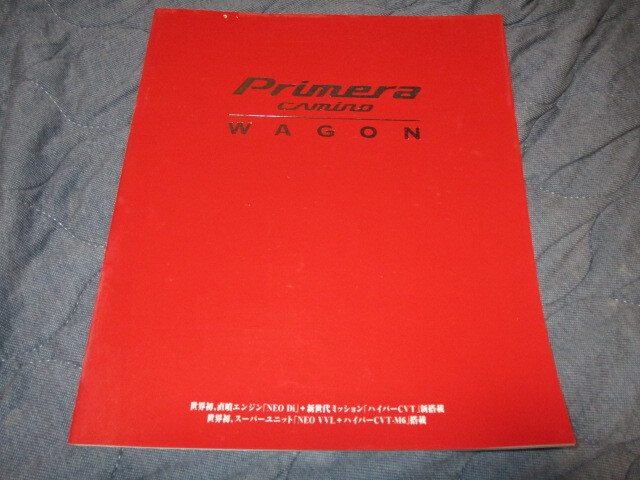 Primera
camino
WAGON
世界初、直噴エンジン「NEO Di」+新世代ミッション「ハイパーCVT」新搭載
世界初、スーパーユニット「NEO VVL+ハイパーCVT-M6」搭載